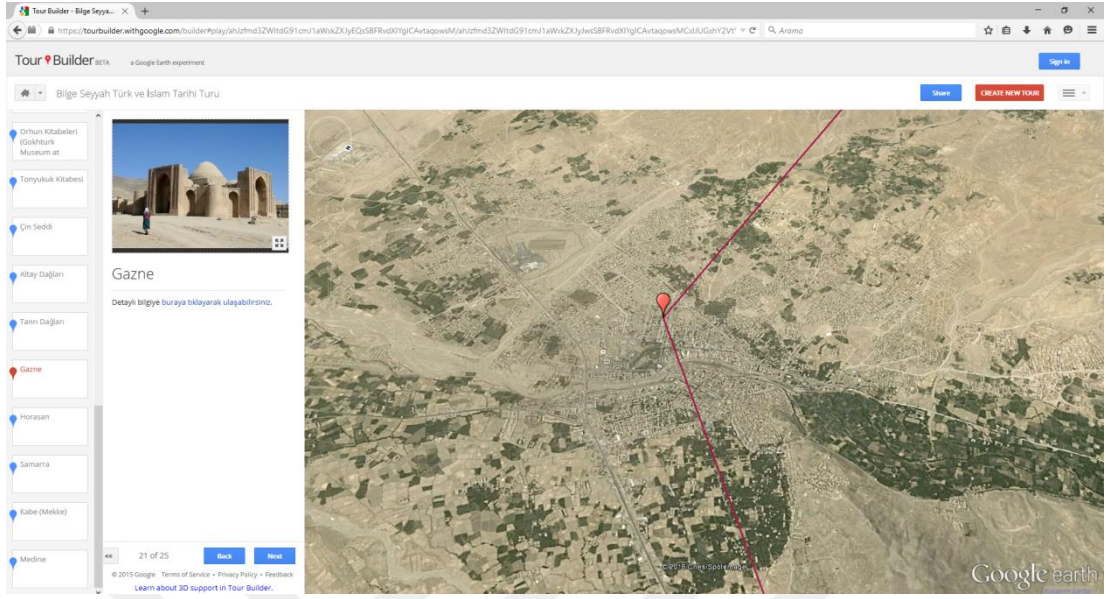 Tour Builder - Bilge Seyya...
https://tourbuilder.withgoogle.com/builder#play/
Arama
Tour Builder BETA
a Google Earth experiment
Sign in
Bilge Seyyah Türk ve İslam Tarihi Turu
Share
CREATE NEW TOUR
Orhun Kitabeleri
(Gokhturk
Museum at
Tonyukuk Kitabesi
Çin Seddi
Altay Dağları
Tanrı Dağları
Gazne
Horasan
Samarra
Kabe (Mekke)
Medine
Gazne
Detaylı bilgiye buraya tıklayarak ulaşabilirsiniz.
<<
21 of 25
Back
Next
© 2015 Google Terms of Service • Privacy Policy • Feedback
Learn about 3D support in Tour Builder.
Google earth